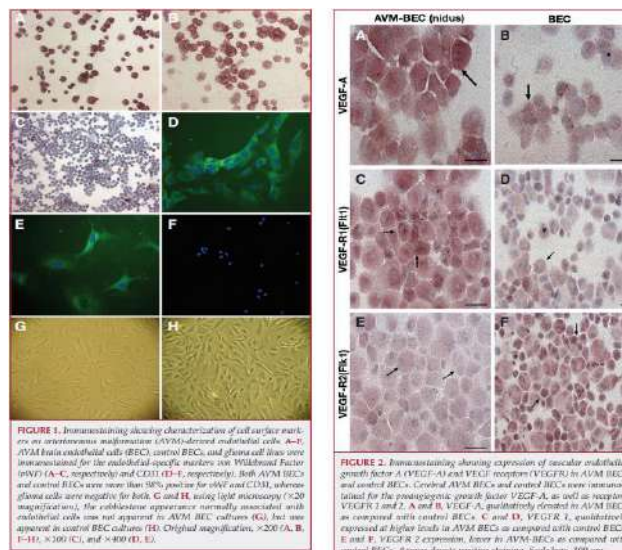 A
B
C
D
E
F
G
H
FIGURE 1. Immunostaining showing characterization of cell surface mark-
ers on arteriovenous malformation (AVM)-derived endothelial cells. A–F,
AVM brain endothelial cells (BEC), control BECs, and glioma cell lines were
immunostained for the endothelial-specific markers von Willebrand Factor
(vWF) (A–C, respectively) and CD31 (D–F, respectively). Both AVM BECs
and control BECs were more than 98% positive for vWF and CD31, whereas
glioma cells were negative for both. G and H, using light microscopy (×20
magnification), the cobblestone appearance normally associated with
endothelial cells was not apparent in AVM BEC cultures (G), but was
apparent in control BEC cultures (H). Original magnification, ×200 (A, B,
F–H), ×100 (C), and ×400 (D, E).
AVM-BEC (nidus)
BEC
VEGF-A
A
B
VEGF-R1(Flt1)
C
D
VEGF-R2(Flk1)
E
F
FIGURE 2. Immunostaining showing expression of vascular endothelial
growth factor A (VEGF-A) and VEGF receptors (VEGFR) in AVM BECs
and control BECs. Cerebral AVM BECs and control BECs were immunos-
tained for the proangiogenic growth factor VEGF-A, as well as receptors
VEGFR 1 and 2. A and B, VEGF-A, qualitatively elevated in AVM BECs
as compared with control BECs. C and D, VEGFR 1, qualitatively
expressed at higher levels in AVM BECs as compared with control BECs.
E and F, VEGFR 2 expression, lower in AVM-BECs as compared with